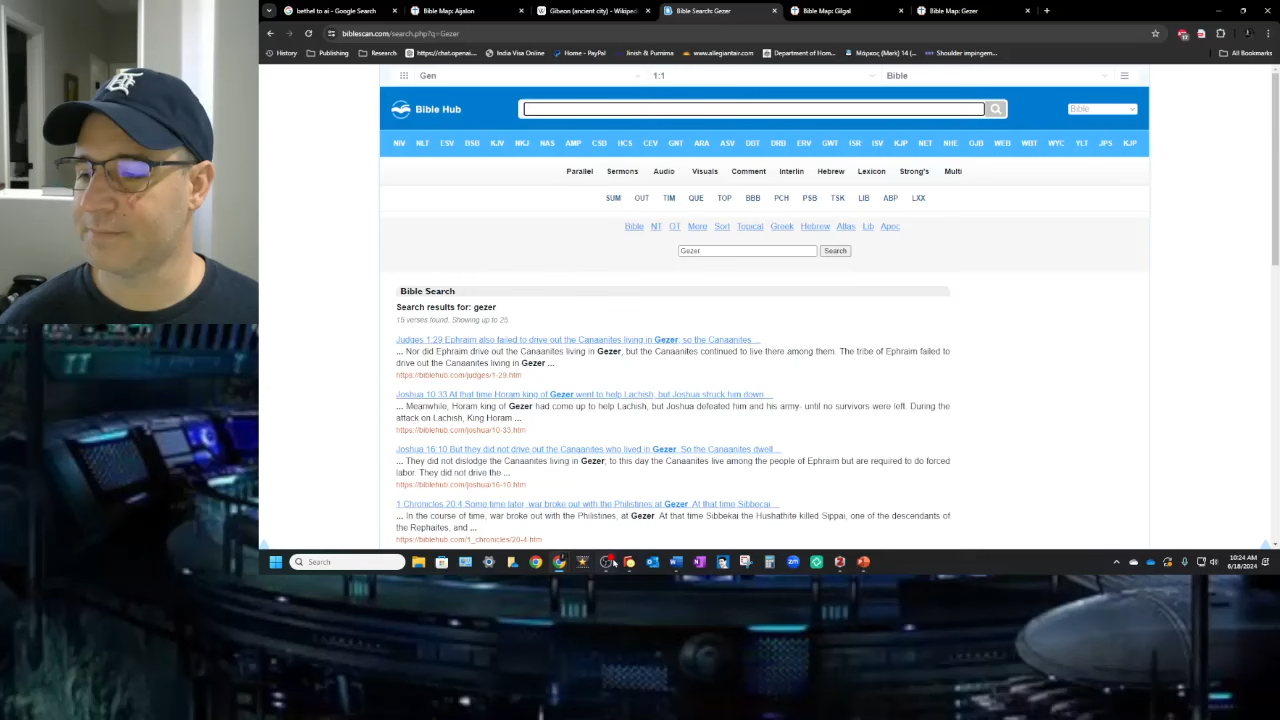 bethel to ai - Google Search
Bible Map: Aijalon
Gibeon (ancient city) - Wikiped
Bible Search: Gezer
Bible Map: Gilgal
Bible Map: Gezer
biblescan.com/search.php?q=Gezer
History
Publishing
Research
https://chat.openai...
India Visa Online
Home - PayPal
Jinish & Purnima
www.allegiantair.com
Department of Hom...
Μάρκος (Mark) 14 (...
Shoulder impingem...
All Bookmarks
Gen
1:1
Bible
Bible Hub
Bible
NIV NLT ESV BSB KJV NKJ NAS AMP CSB HCS CEV GNT ARA ASV DBT DRB ERV GWT ISR ISV KJP NET NHE OJB WEB WBT WYC YLT JPS KJP
Parallel Sermons Audio Visuals Comment Interlin Hebrew Lexicon Strong's Multi
SUM OUT TIM QUE TOP BBB PCH PSB TSK LIB ABP LXX
Bible NT OT More Sort Topical Greek Hebrew Atlas Lib Apoc
Gezer
Search
Bible Search
Search results for: gezer
15 verses found. Showing up to 25.
Judges 1:29 Ephraim also failed to drive out the Canaanites living in Gezer; so the Canaanites ...
... Nor did Ephraim drive out the Canaanites living in Gezer, but the Canaanites continued to live there among them. The tribe of Ephraim failed to
drive out the Canaanites living in Gezer ...
https://biblehub.com/judges/1-29.htm
Joshua 10:33 At that time Horam king of Gezer went to help Lachish, but Joshua struck him down ...
... Meanwhile, Horam king of Gezer had come up to help Lachish, but Joshua defeated him and his army- until no survivors were left. During the
attack on Lachish, King Horam ...
https://biblehub.com/joshua/10-33.htm
Joshua 16:10 But they did not drive out the Canaanites who lived in Gezer. So the Canaanites dwell ...
... They did not dislodge the Canaanites living in Gezer; to this day the Canaanites live among the people of Ephraim but are required to do forced
labor. They did not drive the ...
https://biblehub.com/joshua/16-10.htm
1 Chronicles 20:4 Some time later, war broke out with the Philistines at Gezer. At that time Sibbecai ...
... In the course of time, war broke out with the Philistines, at Gezer. At that time Sibbekai the Hushathite killed Sippai, one of the descendants of
the Rephaites, and ...
https://biblehub.com/1_chronicles/20-4.htm
Search
10:24 AM
6/18/2024